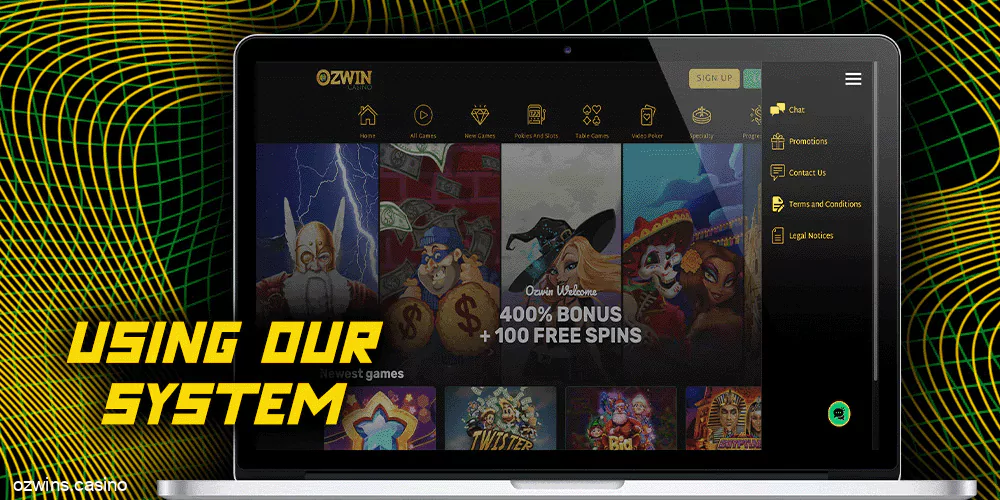 OZWIN
CASINO
SIGN UP
Home
All Games
New Games
Pokies And Slots
Table Games
Video Poker
Specialty
Chat
Promotions
Contact Us
Terms and Conditions
Legal Notices
Ozwin Welcome
400% BONUS
+ 100 FREE SPINS
USING OUR
SYSTEM
Newest games
TWISTER
Big
ozwins.casino